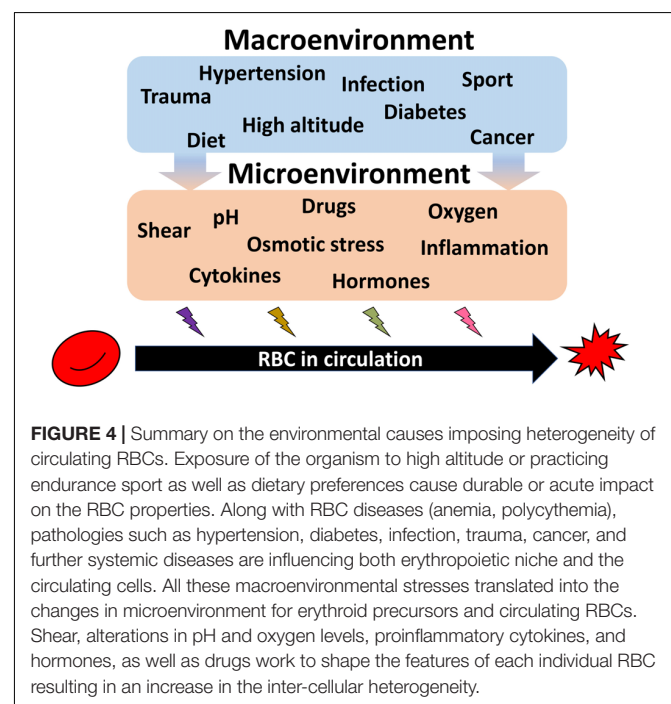 Macroenvironment
Hypertension Infection Sport
Trauma
Diabetes
High altitude
Diet Cancer
Microenvironment
Drugs
pH Oxygen
Shear
Osmotic stress Inflammation
Cytokines Hormones
RBC in circulation
FIGURE 4 | Summary on the environmental causes imposing heterogeneity of
circulating RBCs. Exposure of the organism to high altitude or practicing
endurance sport as well as dietary preferences cause durable or acute impact
on the RBC properties. Along with RBC diseases (anemia, polycythemia),
pathologies such as hypertension, diabetes, infection, trauma, cancer, and
further systemic diseases are influencing both erythropoietic niche and the
circulating cells. All these macroenvironmental stresses translated into the
changes in microenvironment for erythroid precursors and circulating RBCs.
Shear, alterations in pH and oxygen levels, proinflammatory cytokines, and
hormones, as well as drugs work to shape the features of each individual RBC
resulting in an increase in the inter-cellular heterogeneity.